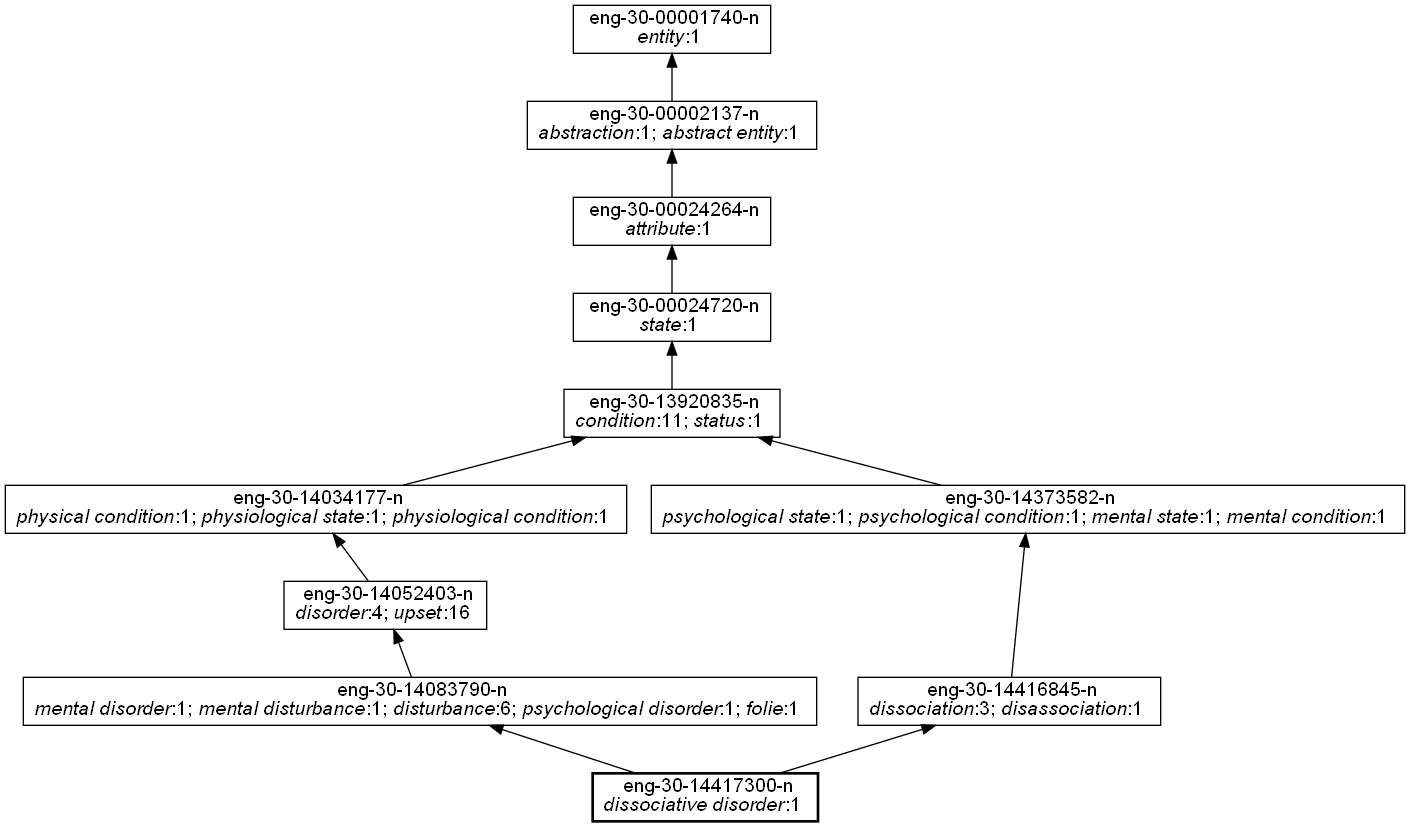 eng-30-00001740-n
entity:1
eng-30-00002137-n
abstraction:1; abstract entity:1
eng-30-00024264-n
attribute:1
eng-30-00024720-n
state:1
eng-30-13920835-n
condition:11; status:1
eng-30-14034177-n
physical condition:1; physiological state:1; physiological condition:1
eng-30-14373582-n
psychological state:1; psychological condition:1; mental state:1; mental condition:1
eng-30-14052403-n
disorder:4; upset:16
eng-30-14083790-n
mental disorder:1; mental disturbance:1; disturbance:6; psychological disorder:1; folie:1
eng-30-14416845-n
dissociation:3; disassociation:1
eng-30-14417300-n
dissociative disorder:1